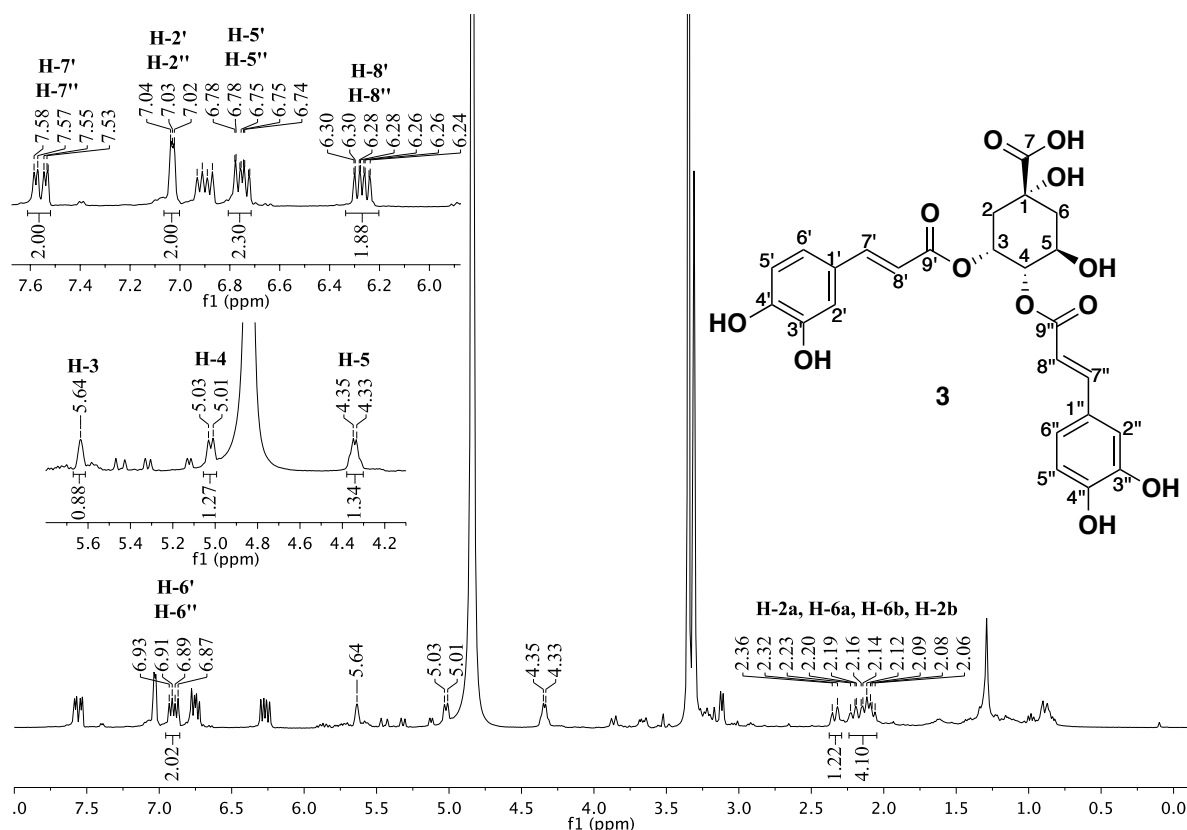 H-7'
H-7"
H-2'
H-2"
H-5'
H-5"
H-8'
H-8"
7.58
7.57
7.55
7.53
7.04
7.03
7.02
6.78
6.78
6.75
6.75
6.74
6.30
6.30
6.28
6.28
6.26
6.26
6.24
2.00
2.00
2.30
1.88
7.6 7.4 7.2 7.0 6.8 6.6 6.4 6.2 6.0
f1 (ppm)
H-3
H-4
H-5
5.64
5.03
5.01
4.35
4.33
0.88
1.27
1.34
5.6 5.4 5.2 5.0 4.8 4.6 4.4 4.2
f1 (ppm)
7
O
OH
OH
1
2
6
3
4
5
OH
O
9'
O
8'
7'
6'
1'
5'
4'
2'
3'
HO
OH
O
9"
O
8"
7"
1"
6"
2"
5"
3"
4"
OH
OH
3
H-6'
H-6"
6.93
6.91
6.89
6.87
5.64
5.03
5.01
4.35
4.33
H-2a, H-6a, H-6b, H-2b
2.36
2.32
2.23
2.20
2.19
2.16
2.14
2.12
2.09
2.08
2.06
2.02
1.22
4.10
.0 7.5 7.0 6.5 6.0 5.5 5.0 4.5 4.0 3.5 3.0 2.5 2.0 1.5 1.0 0.5 0.0
f1 (ppm)